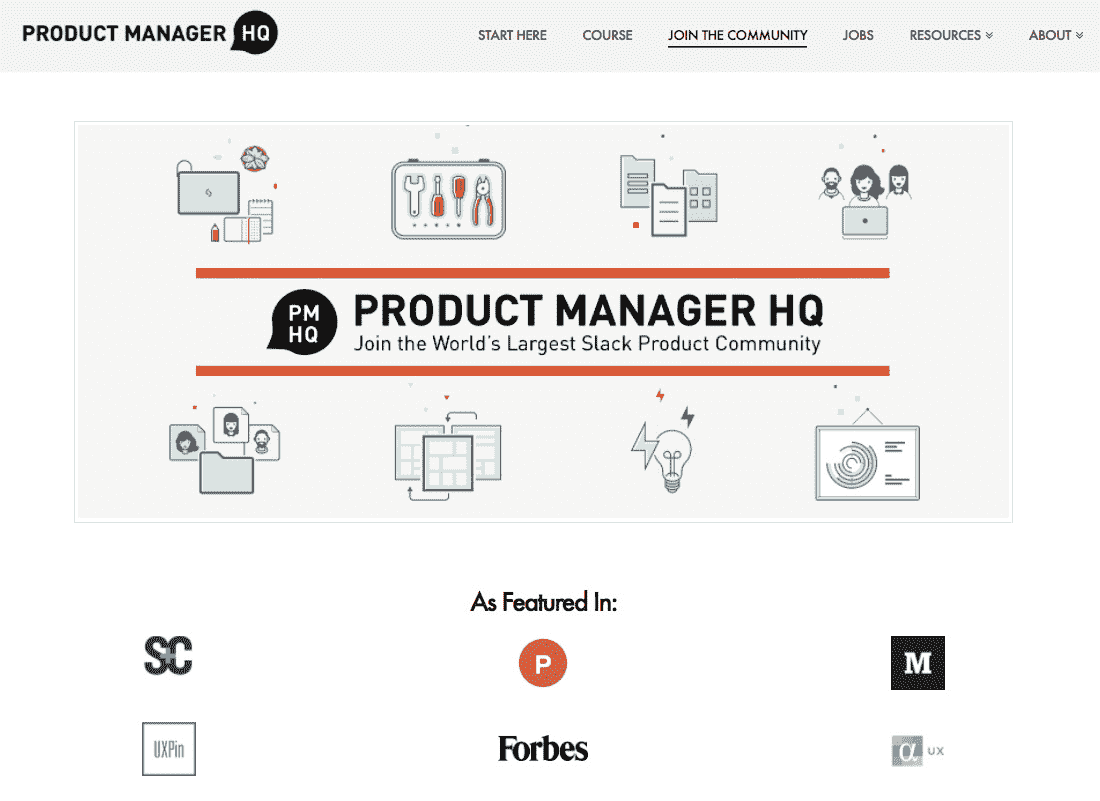 PRODUCT MANAGER HQ
START HERE COURSE JOIN THE COMMUNITY JOBS RESOURCES ABOUT
PM
HQ
PRODUCT MANAGER HQ
Join the World's Largest Slack Product Community
As Featured In:
S+C
P
M
UXPin
Forbes
α UX